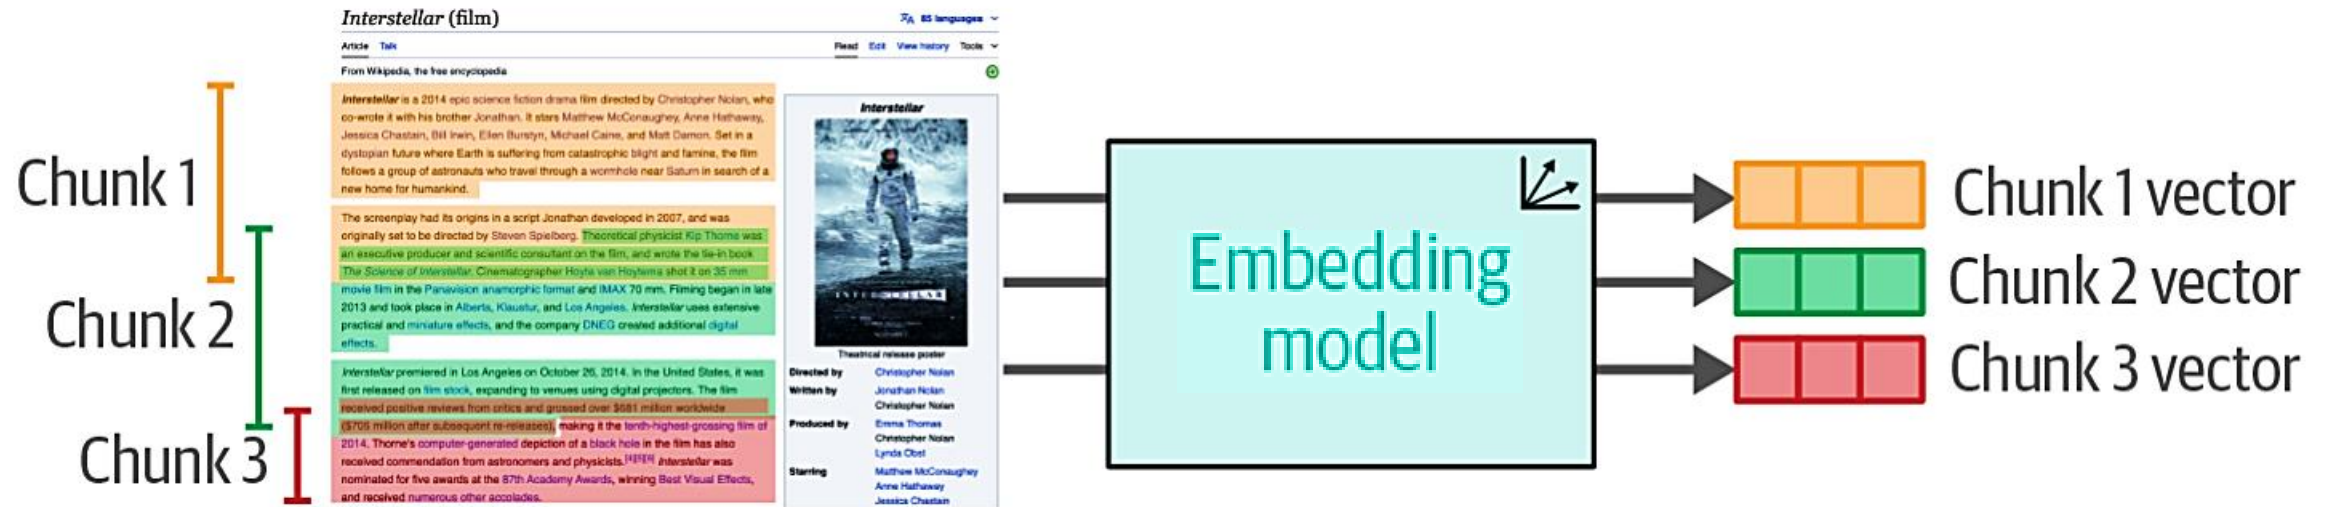 Interstellar (film)
85 languages
Article Talk
Read Edit View history Tools
From Wikipedia, the free encyclopedia
Chunk 1
Chunk 2
Chunk 3
Interstellar is a 2014 epic science fiction drama film directed by Christopher Nolan, who
co-wrote it with his brother Jonathan. It stars Matthew McConaughey, Anne Hathaway,
Jessica Chastain, Bill Irwin, Ellen Burstyn, Michael Caine, and Matt Damon. Set in a
dystopian future where Earth is suffering from catastrophic blight and famine, the film
follows a group of astronauts who travel through a wormhole near Saturn in search of a
new home for humankind.
The screenplay had its origins in a script Jonathan developed in 2007, and was
originally set to be directed by Steven Spielberg. Theoretical physicist Kip Thorne was
an executive producer and scientific consultant on the film, and wrote the tie-in book
The Science of Interstellar. Cinematographer Hoyte van Hoytema shot it on 35 mm
movie film in the Panavision anamorphic format and IMAX 70 mm. Filming began in late
2013 and took place in Alberta, Klaustur, and Los Angeles. Interstellar uses extensive
practical and miniature effects, and the company DNEG created additional digital
effects.
Interstellar premiered in Los Angeles on October 26, 2014. In the United States, it was
first released on film stock, expanding to venues using digital projectors. The film
received positive reviews from critics and grossed over $681 million worldwide
($705 million after subsequent re-releases), making it the tenth-highest-grossing film of
2014. Thorne's computer-generated depiction of a black hole in the film has also
received commendation from astronomers and physicists.[4][5][6] Interstellar was
nominated for five awards at the 87th Academy Awards, winning Best Visual Effects,
and received numerous other accolades.
Interstellar
INTERSTELLAR
Theatrical release poster
Directed by Christopher Nolan
Written by Jonathan Nolan
Christopher Nolan
Produced by Emma Thomas
Christopher Nolan
Lynda Obst
Starring Matthew McConaughey
Anne Hathaway
Jessica Chastain
Embedding
model
Chunk 1 vector
Chunk 2 vector
Chunk 3 vector